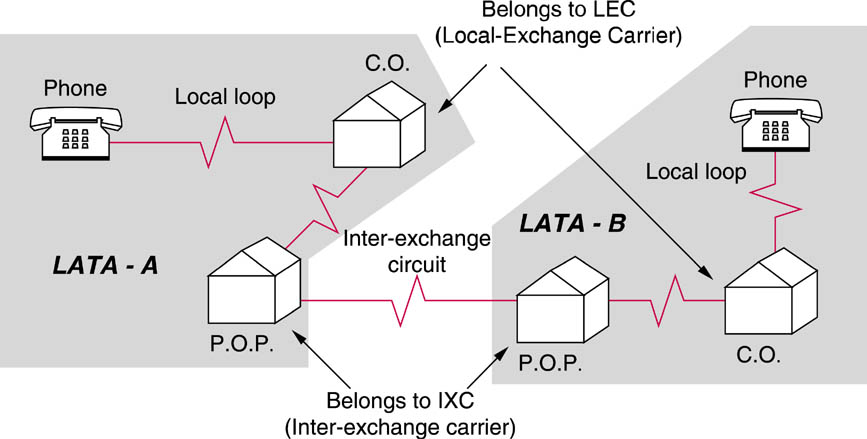 Belongs to LEC
(Local-Exchange Carrier)
C.O.
Phone
Local loop
Phone
Local loop
LATA - B
Inter-exchange
circuit
LATA - A
P.O.P.
P.O.P.
C.O.
Belongs to IXC
(Inter-exchange carrier)